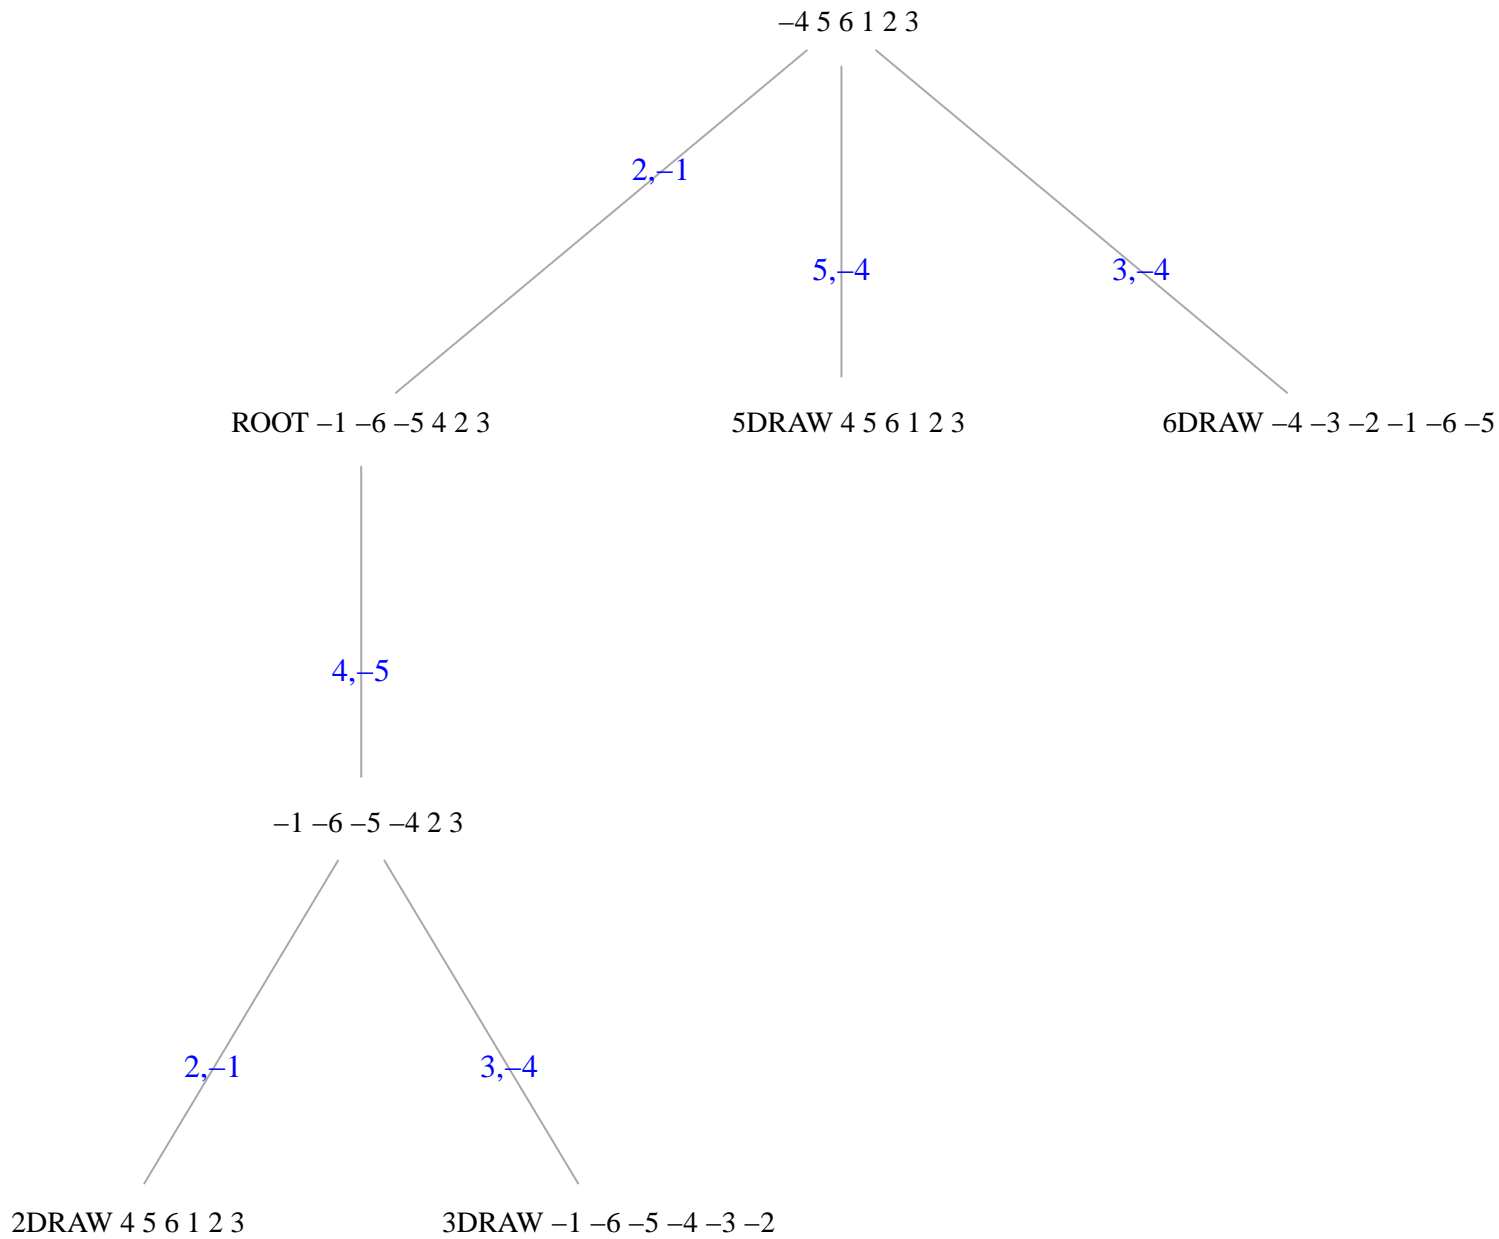 –4 5 6 1 2 3
2,–1
5,–4
3,–4
ROOT –1 –6 –5 4 2 3
5DRAW 4 5 6 1 2 3
6DRAW –4 –3 –2 –1 –6 –5
4,–5
–1 –6 –5 –4 2 3
2,–1
3,–4
2DRAW 4 5 6 1 2 3
3DRAW –1 –6 –5 –4 –3 –2